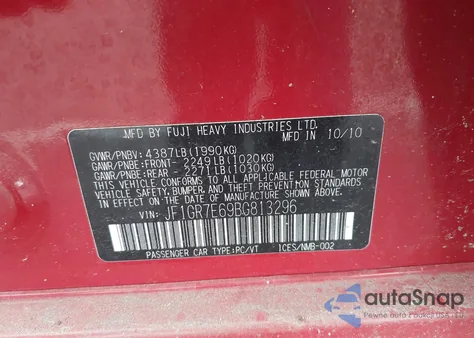 MFD BY FUJI HEAVY INDUSTRIES LTD.
MFD IN 10/10
GVWR/PNBV: 4387LB(1990KG)
GAWR/PNBE:FRONT- 2249LB(1020KG)
GAWR/PNBE:REAR - 2271LB(1030KG)
THIS VEHICLE CONFORMS TO ALL APPLICABLE FEDERAL MOTOR
VEHICLE SAFETY,BUMPER,AND THEFT PREVENTION STANDARDS
IN EFFECT ON THE DATE OF MANUFACTURE SHOWN ABOVE.
VIN: JF1GR7E69BG813296
PASSENGER CAR TYPE:PC/VT ICES/NMB-002
autoSnap